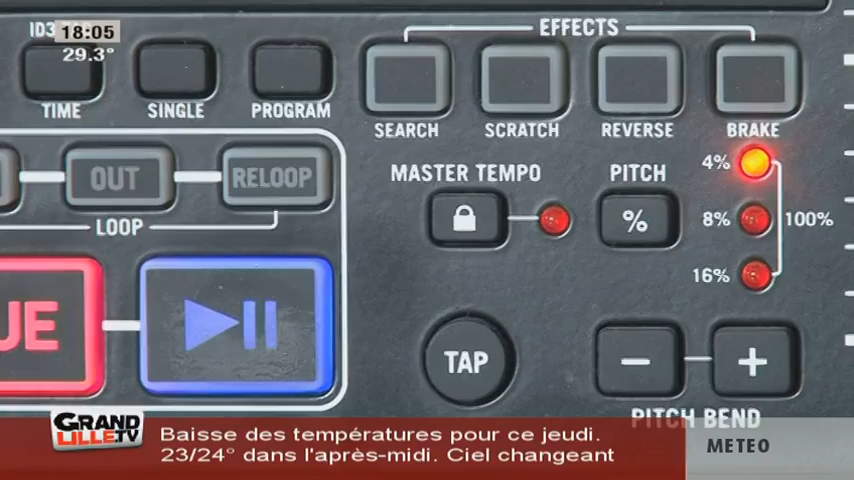 ID3
18:05
29.3°
EFFECTS
TIME
SINGLE
PROGRAM
SEARCH
SCRATCH
REVERSE
BRAKE
4%
MASTER TEMPO
PITCH
OUT
RELOOP
8%
100%
%
LOOP
16%
UE
TAP
PITCH BEND
GRAND
LILLE.TV
Baisse des températures pour ce jeudi.
23/24° dans l'après-midi. Ciel changeant
METEO